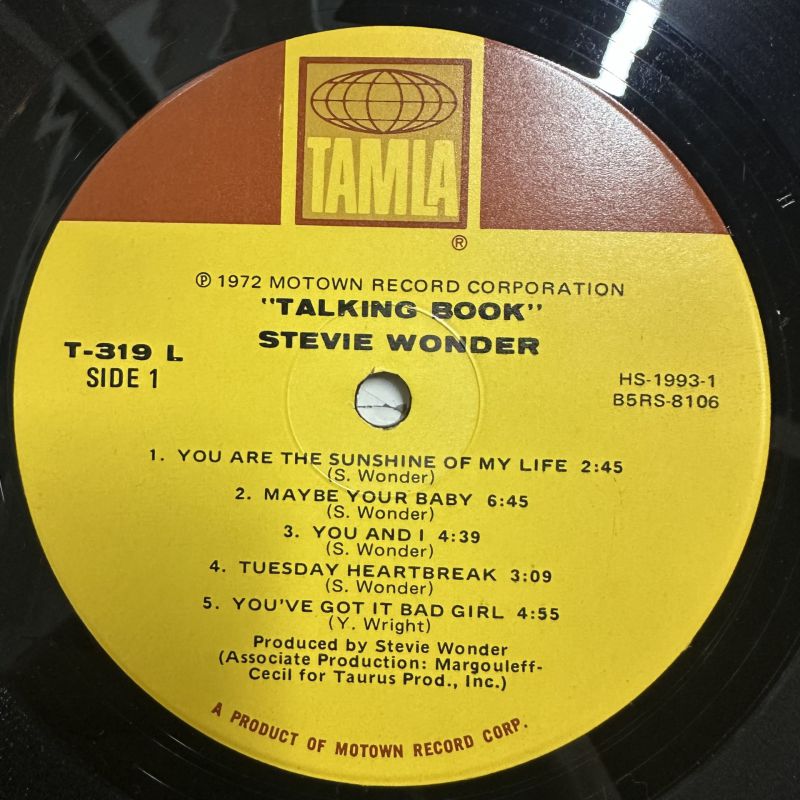 TAMLA
®
℗ 1972 MOTOWN RECORD CORPORATION
"TALKING BOOK"
STEVIE WONDER
T-319 L
SIDE 1
HS-1993-1
B5RS-8106
1. YOU ARE THE SUNSHINE OF MY LIFE 2:45
(S. Wonder)
2. MAYBE YOUR BABY 6:45
(S. Wonder)
3. YOU AND I 4:39
(S. Wonder)
4. TUESDAY HEARTBREAK 3:09
(S. Wonder)
5. YOU'VE GOT IT BAD GIRL 4:55
(Y. Wright)
Produced by Stevie Wonder
(Associate Production: Margouleff-
Cecil for Taurus Prod., Inc.)
A PRODUCT OF MOTOWN RECORD CORP.
H